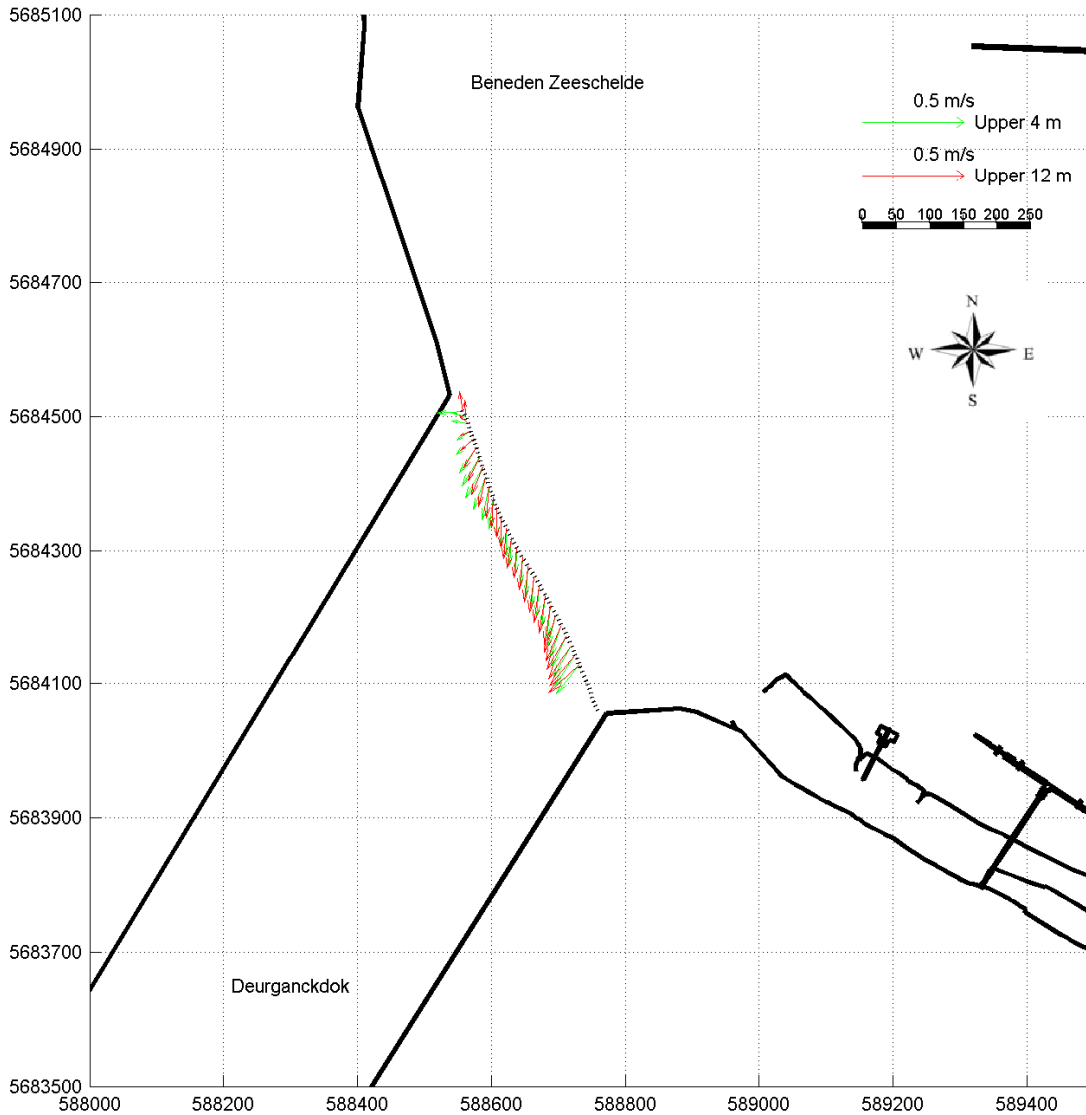 5685100
Beneden Zeeschelde
0.5 m/s
Upper 4 m
5684900
0.5 m/s
Upper 12 m
0 50 100 150 200 250
5684700
N
W E
S
5684500
5684300
5684100
5683900
5683700
Deurganckdok
5683500
588000 588200 588400 588600 588800 589000 589200 589400